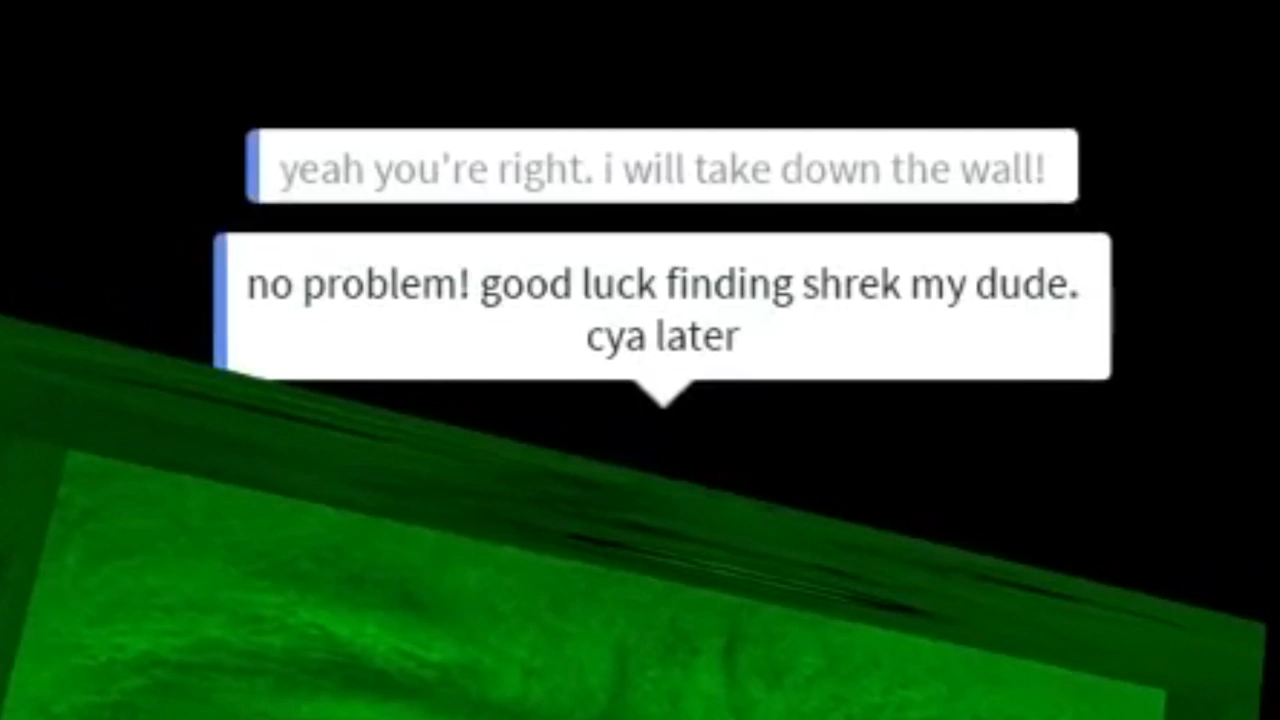 yeah you're right. i will take down the wall!
no problem! good luck finding shrek my dude.
cya later